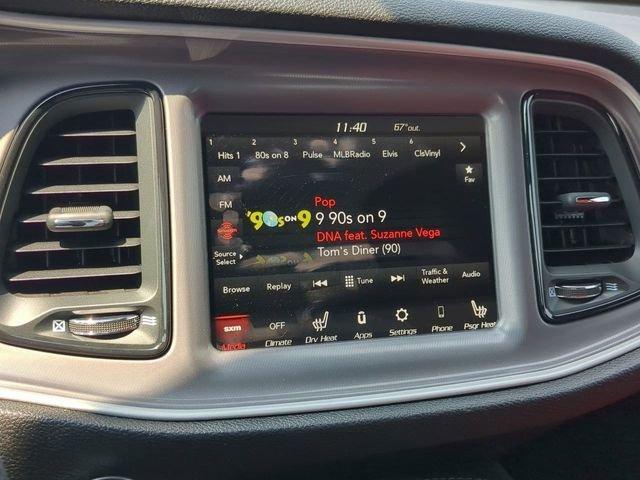 11:40 67°out.
1 2 3 4 5 6
Hits 1 80s on 8 Pulse MLBRadio Elvis ClsVinyl
AM
Fav
FM
Pop
'90s ON 9
9 90s on 9
DNA feat. Suzanne Vega
Tom's Diner (90)
Source
Select
Browse Replay Tune Traffic & Weather Audio
sxm OFF
Media Climate Drv Heat Apps Settings Phone Psgr Heat